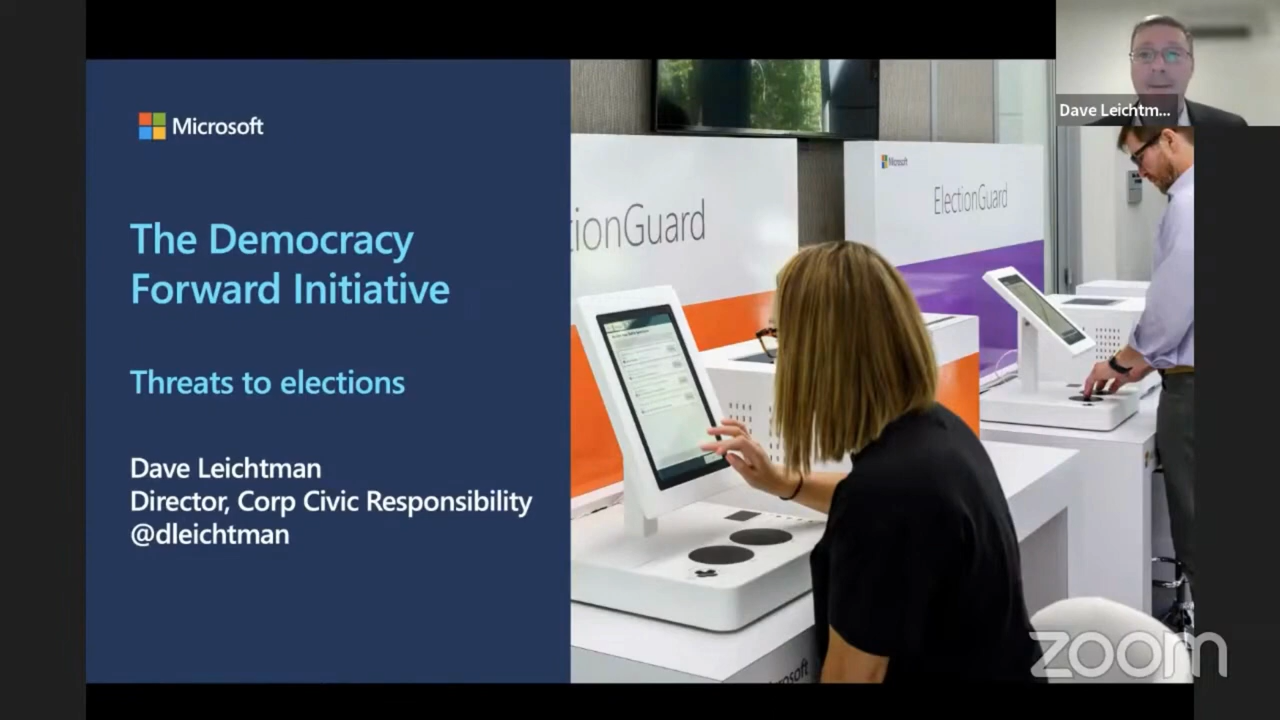 Microsoft
The Democracy
Forward Initiative
Threats to elections
Dave Leichtman
Director, Corp Civic Responsibility
@dleichtman
tionGuard
Microsoft
ElectionGuard
Dave Leichtm...
zoom